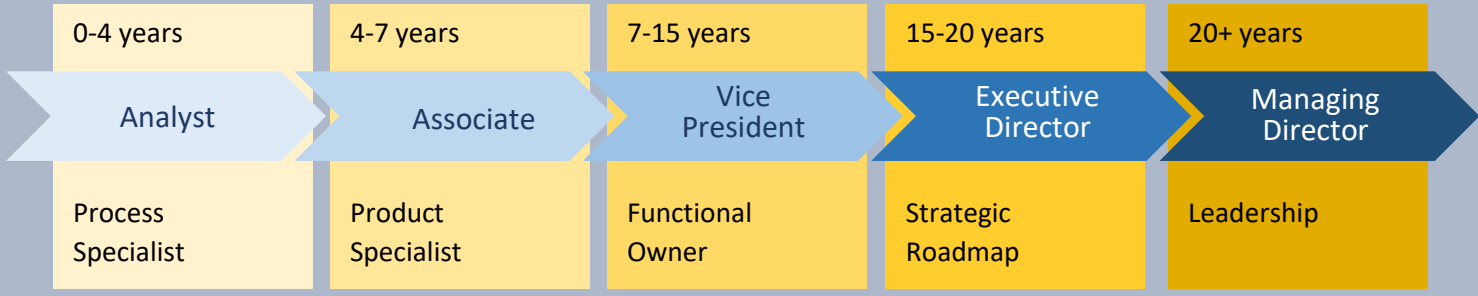 0-4 years
4-7 years
7-15 years
15-20 years
20+ years
Analyst
Associate
Vice
President
Executive
Director
Managing
Director
Process
Specialist
Product
Specialist
Functional
Owner
Strategic
Roadmap
Leadership